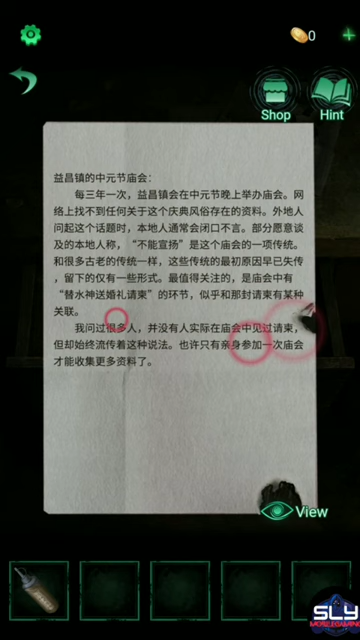 0
Shop
Hint
益昌镇的中元节庙会：
每三年一次，益昌镇会在中元节晚上举办庙会。网
络上找不到任何关于这个庆典风俗存在的资料。外地人
问起这个话题时，本地人通常会闭口不言。部分愿意谈
及的本地人称，“不能宣扬”是这个庙会的一项传统。
和很多古老的传统一样，这些传统的最初原因早已失传
，留下的仅有一些形式。最值得关注的，是庙会中有
“替水神送婚礼请柬”的环节，似乎和那封请柬有某种
关联。
我问过很多人，并没有人实际在庙会中见过请柬，
但却始终流传着这种说法。也许只有亲身参加一次庙会
才能收集更多资料了。
View
SLY
MOBILEGAMING